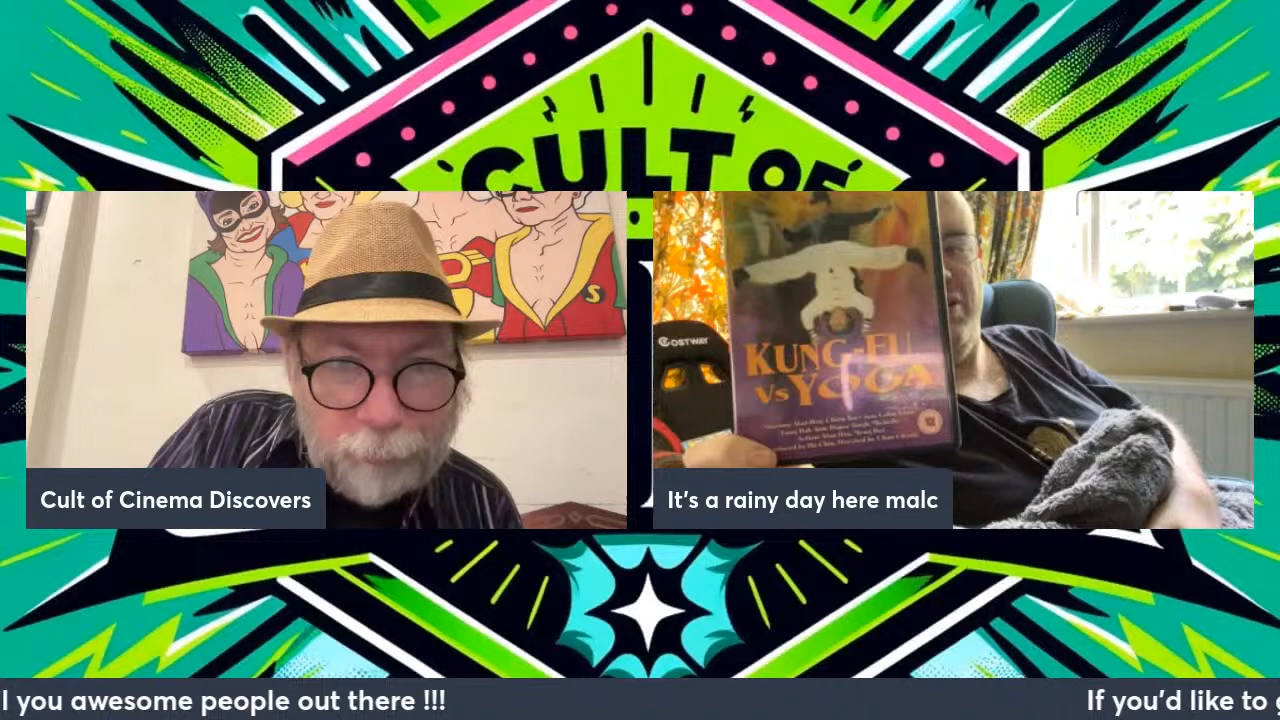 CULT OF
S
COSTWAY
KUNG-FU
VS YOGA
Cult of Cinema Discovers
It's a rainy day here malc
l you awesome people out there !!!
If you'd like to